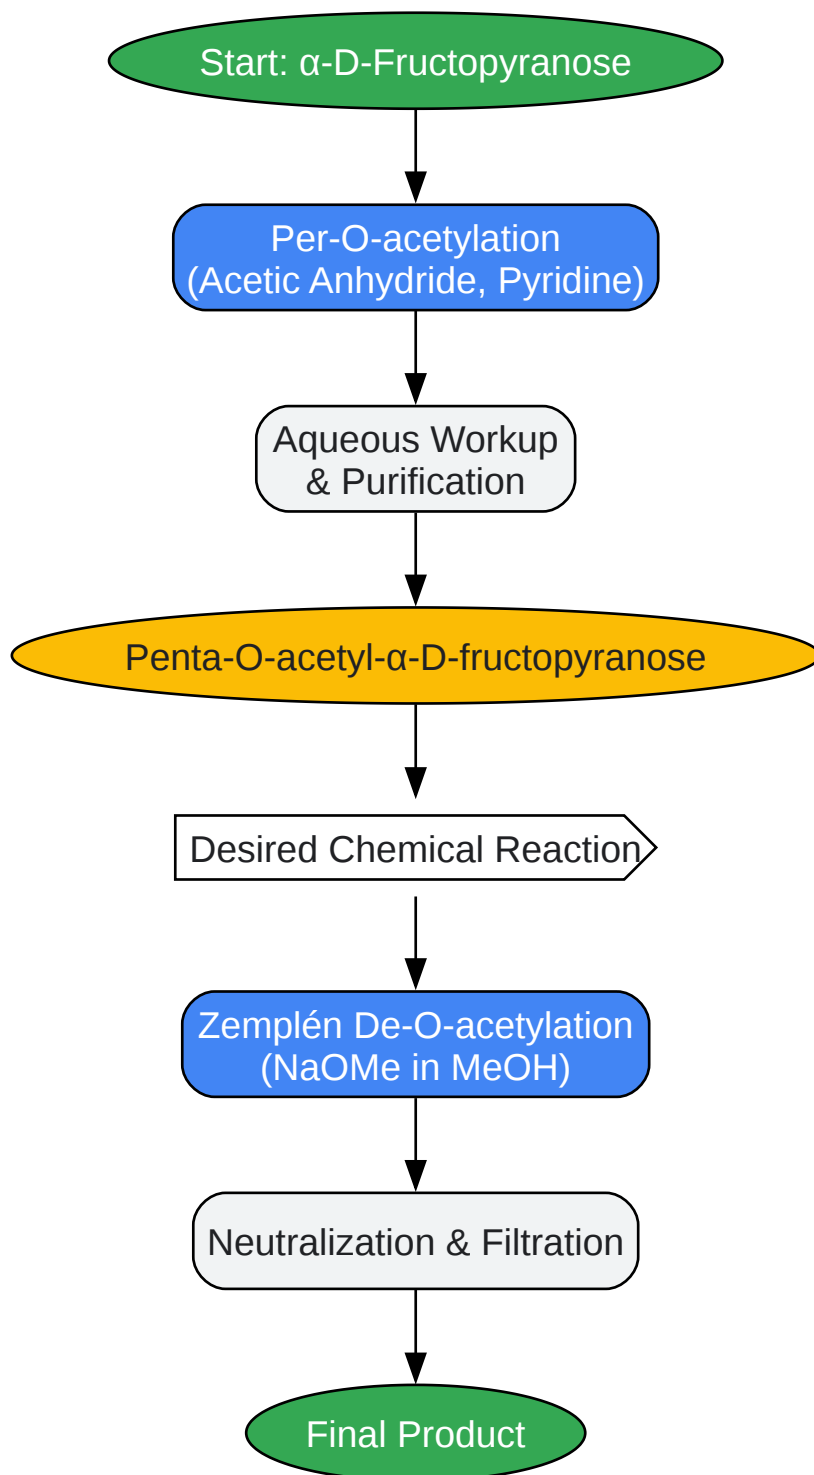 Start: α-D-Fructopyranose
Per-O-acetylation
(Acetic Anhydride, Pyridine)
Aqueous Workup
& Purification
Penta-O-acetyl-α-D-fructopyranose
Desired Chemical Reaction
Zemplén De-O-acetylation
(NaOMe in MeOH)
Neutralization & Filtration
Final Product